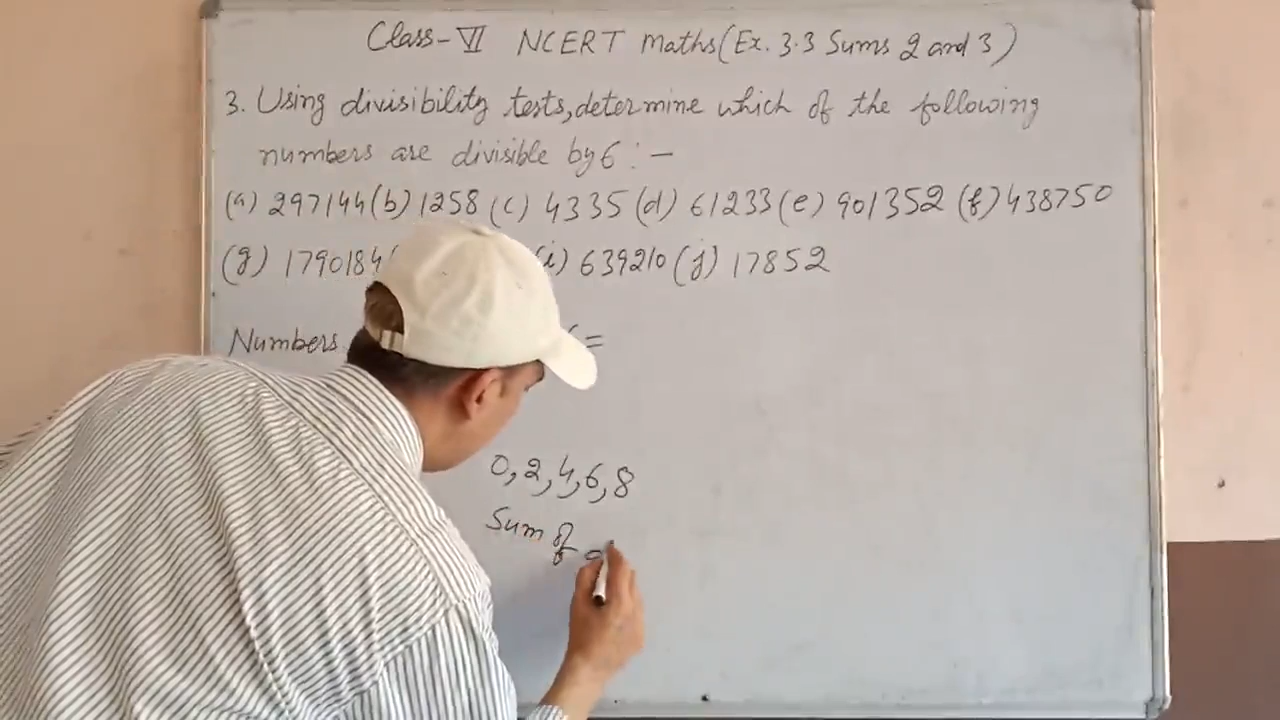 Class-VI NCERT Maths(Ex. 3.3 Sums 2 and 3)
3. Using divisibility tests, determine which of the following
numbers are divisible by 6 :-
(a) 297144 (b) 1258 (c) 4335 (d) 61233 (e) 901352 (f) 438750
(g) 1790184 (i) 639210 (j) 17852
Numbers =
0, 2, 4, 6, 8
Sum of